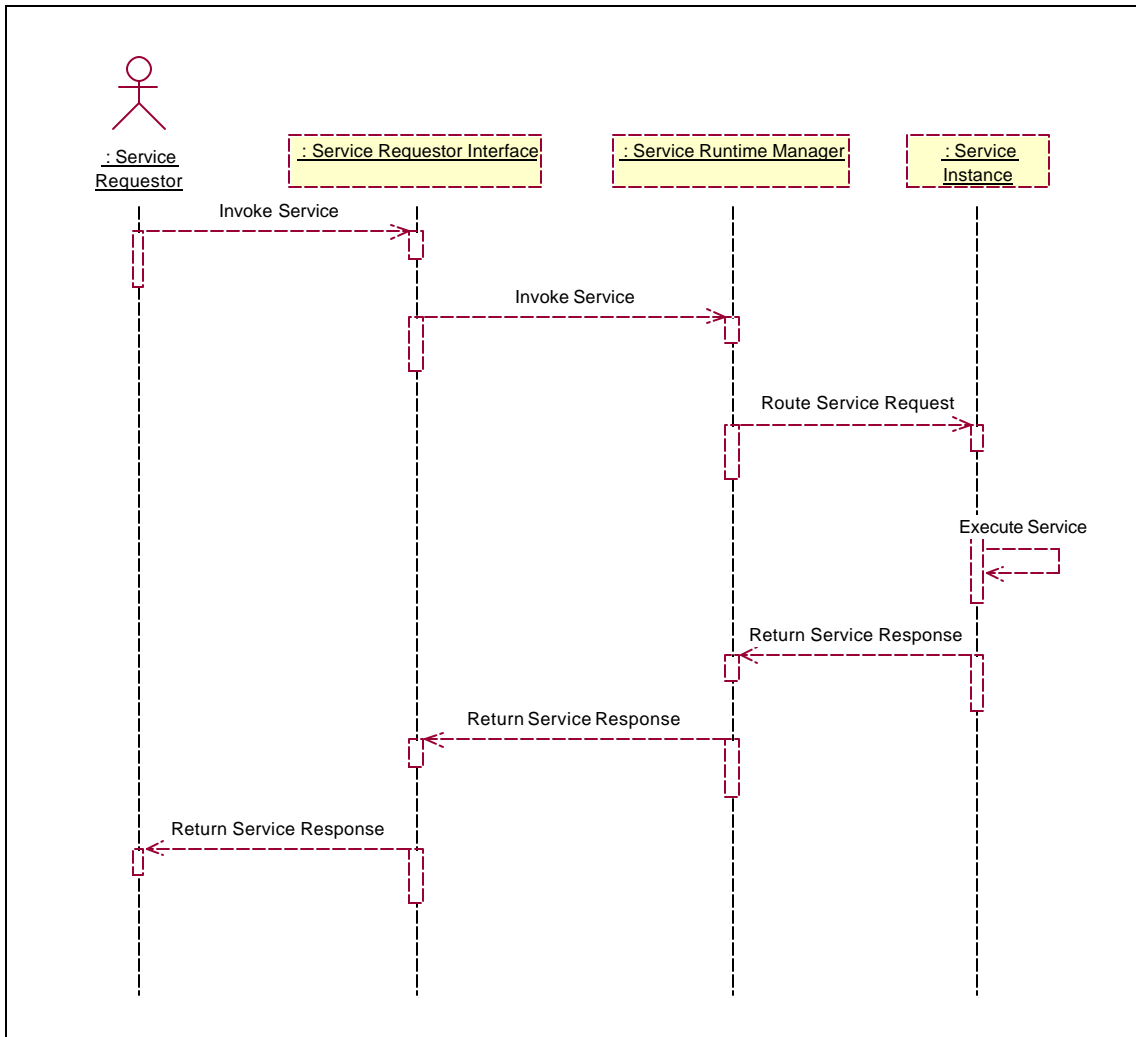 : Service
Requestor
: Service Requestor Interface
: Service Runtime Manager
: Service
Instance
Invoke Service
Invoke Service
Route Service Request
Execute Service
Return Service Response
Return Service Response
Return Service Response